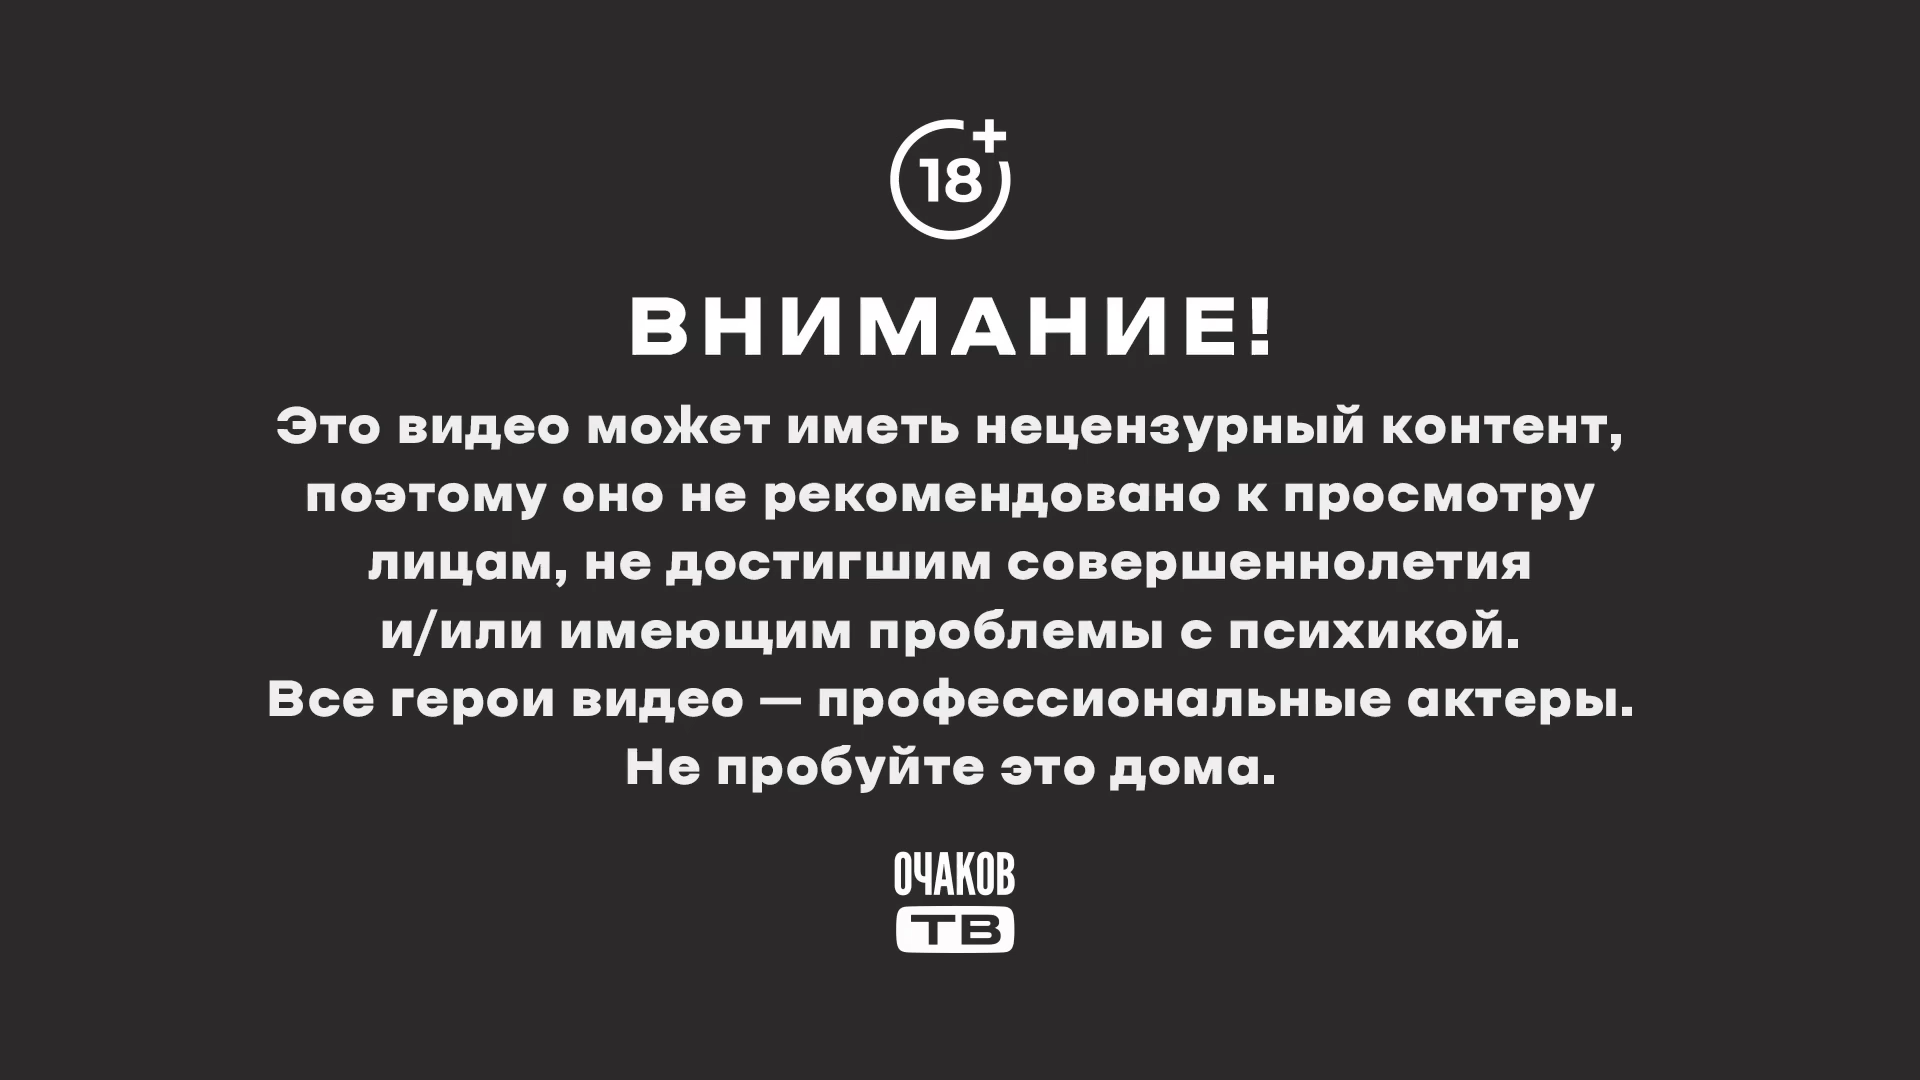 18+
ВНИМАНИЕ!
Это видео может иметь нецензурный контент,
поэтому оно не рекомендовано к просмотру
лицам, не достигшим совершеннолетия
и/или имеющим проблемы с психикой.
Все герои видео — профессиональные актеры.
Не пробуйте это дома.
ОЧАКОВ
ТВ